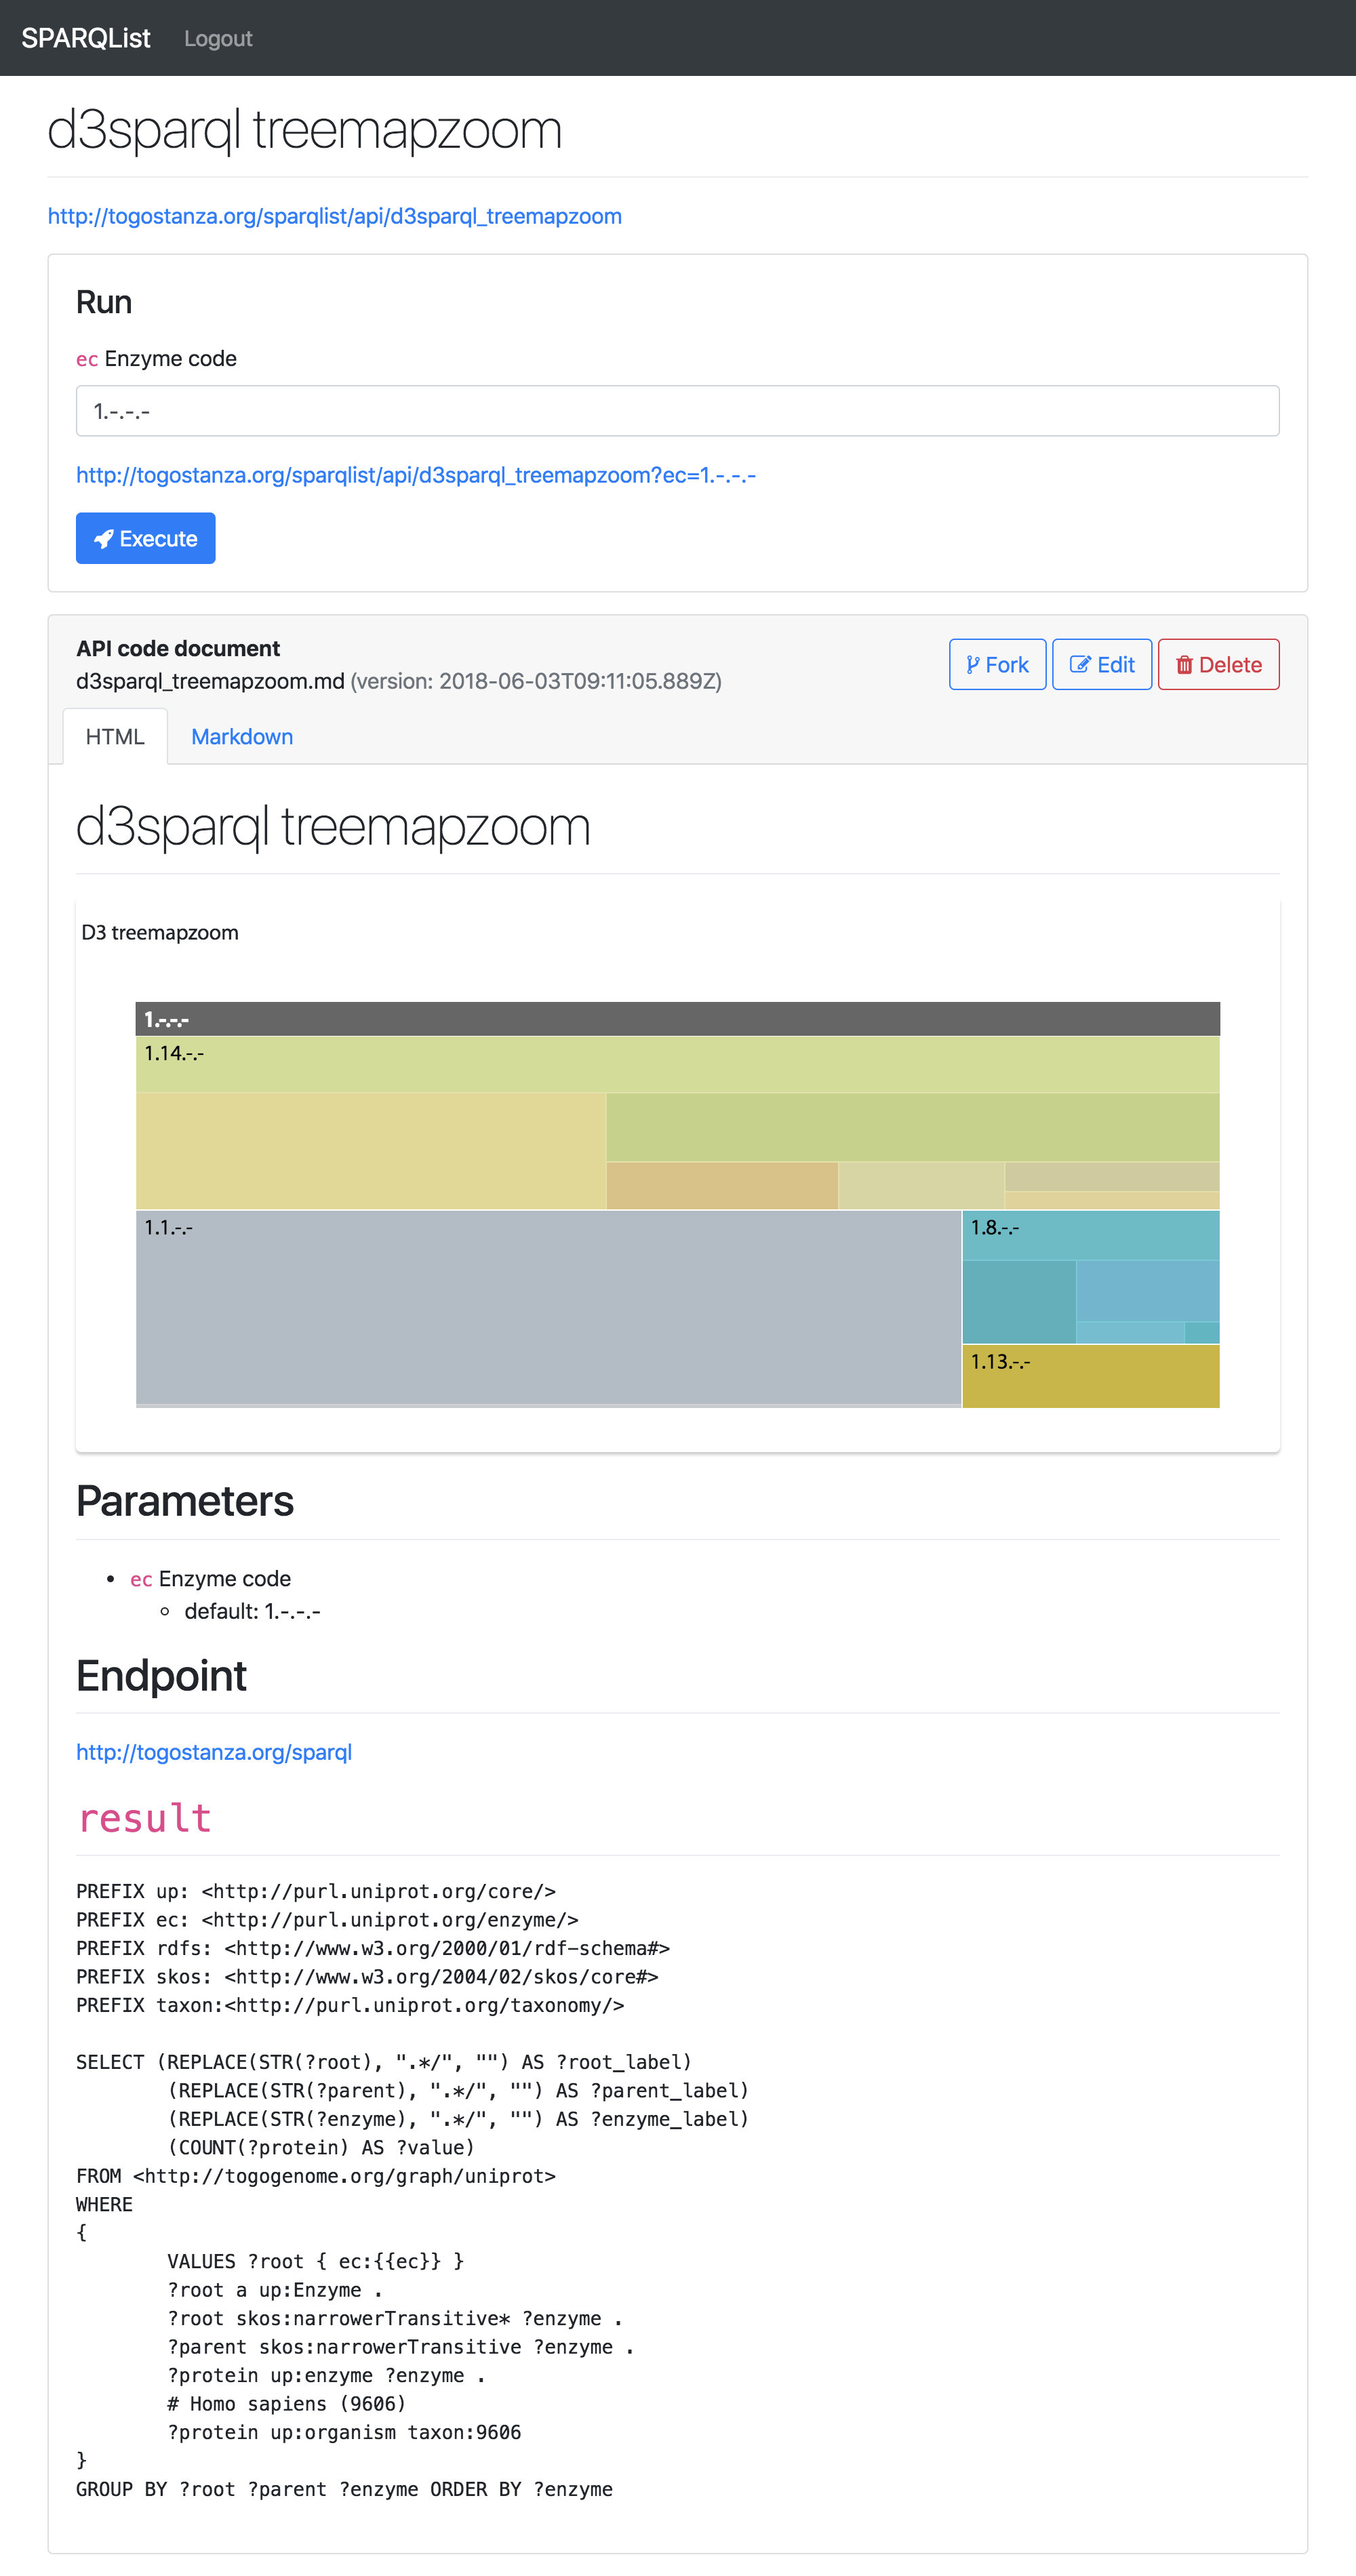 SPARQList Logout
d3sparql treemapzoom
http://togostanza.org/sparqlist/api/d3sparql_treemapzoom
Run
ec Enzyme code
1.-.-.-
http://togostanza.org/sparqlist/api/d3sparql_treemapzoom?ec=1.-.-.-
Execute
API code document
d3sparql_treemapzoom.md (version: 2018-06-03T09:11:05.889Z)
Fork Edit Delete
HTML Markdown
d3sparql treemapzoom
D3 treemapzoom
1.-.-.-
1.14.-.-
1.1.-.-
1.8.-.-
1.13.-.-
Parameters
• ec Enzyme code
◦ default: 1.-.-.-
Endpoint
http://togostanza.org/sparql
result
PREFIX up: <http://purl.uniprot.org/core/>
PREFIX ec: <http://purl.uniprot.org/enzyme/>
PREFIX rdfs: <http://www.w3.org/2000/01/rdf-schema#>
PREFIX skos: <http://www.w3.org/2004/02/skos/core#>
PREFIX taxon:<http://purl.uniprot.org/taxonomy/>
SELECT (REPLACE(STR(?root), ".*/", "") AS ?root_label)
(REPLACE(STR(?parent), ".*/", "") AS ?parent_label)
(REPLACE(STR(?enzyme), ".*/", "") AS ?enzyme_label)
(COUNT(?protein) AS ?value)
FROM <http://togogenome.org/graph/uniprot>
WHERE
{
VALUES ?root { ec:{{ec}} }
?root a up:Enzyme .
?root skos:narrowerTransitive* ?enzyme .
?parent skos:narrowerTransitive ?enzyme .
?protein up:enzyme ?enzyme .
# Homo sapiens (9606)
?protein up:organism taxon:9606
}
GROUP BY ?root ?parent ?enzyme ORDER BY ?enzyme